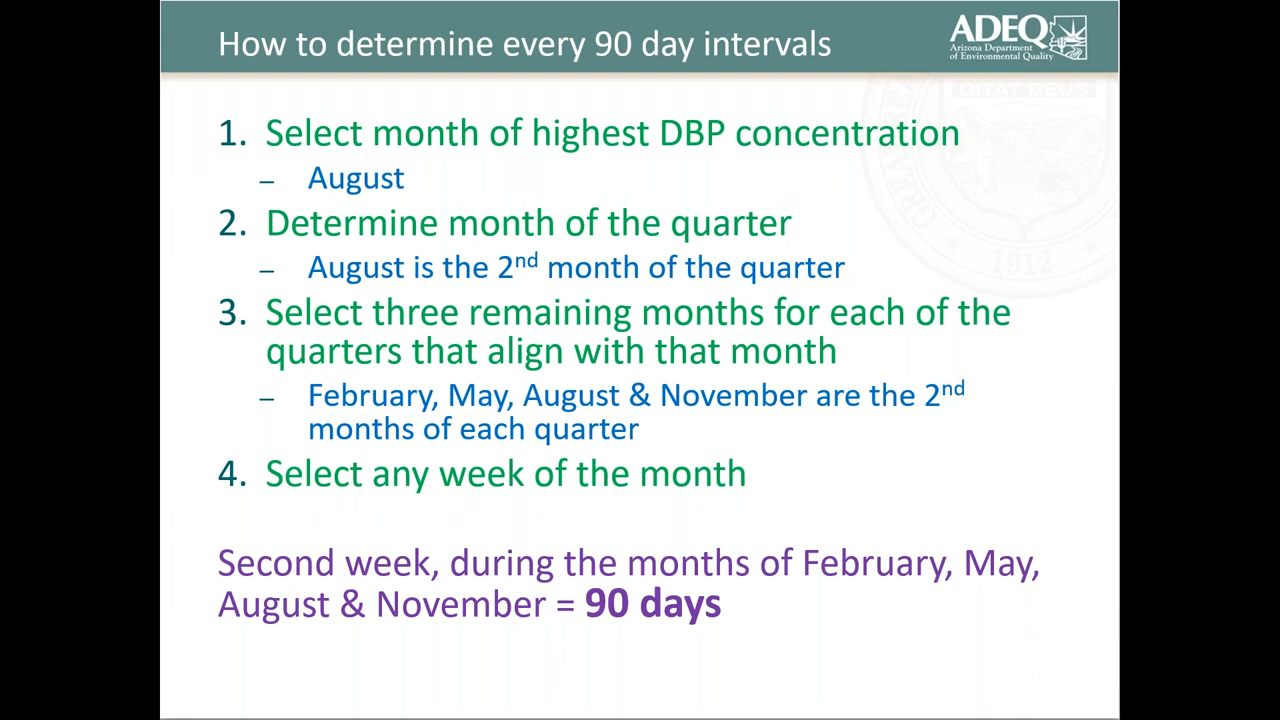 How to determine every 90 day intervals
ADEQ
Arizona Department
of Environmental Quality
DITAT DEUS
1912
1. Select month of highest DBP concentration
– August
2. Determine month of the quarter
– August is the 2nd month of the quarter
3. Select three remaining months for each of the
quarters that align with that month
– February, May, August & November are the 2nd
months of each quarter
4. Select any week of the month
Second week, during the months of February, May,
August & November = 90 days